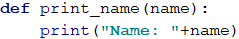 def print_name(name):
    print("Name: "+name)